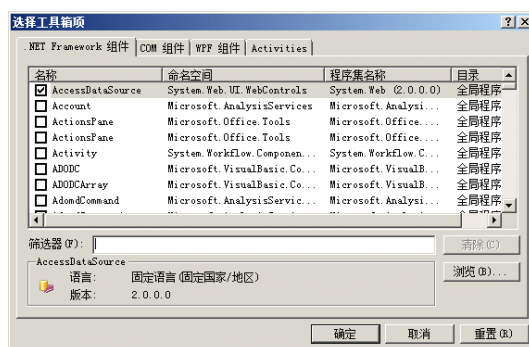 选择工具箱项
.NET Framework 组件 COM 组件 WPF 组件 Activities
名称 命名空间 程序集名称 目录
AccessDataSource System.Web.UI.WebControls System.Web (2.0.0.0) 全局程序
Account Microsoft.AnalysisServices Microsoft.Analysi... 全局程序
ActionsPane Microsoft.Office.Tools Microsoft.Office.... 全局程序
ActionsPane Microsoft.Office.Tools Microsoft.Office.... 全局程序
Activity System.Workflow.Componen... System.Workflow.C... 全局程序
ADODC Microsoft.VisualBasic.Co... Microsoft.VisualB... 全局程序
ADODCArray Microsoft.VisualBasic.Co... Microsoft.VisualB... 全局程序
AdomdCommand Microsoft.AnalysisServic... Microsoft.Analysi... 全局程序
筛选器(F): 清除(C)
AccessDataSource
语言: 固定语言(固定国家/地区) 浏览(B)...
版本: 2.0.0.0
确定 取消 重置(R)